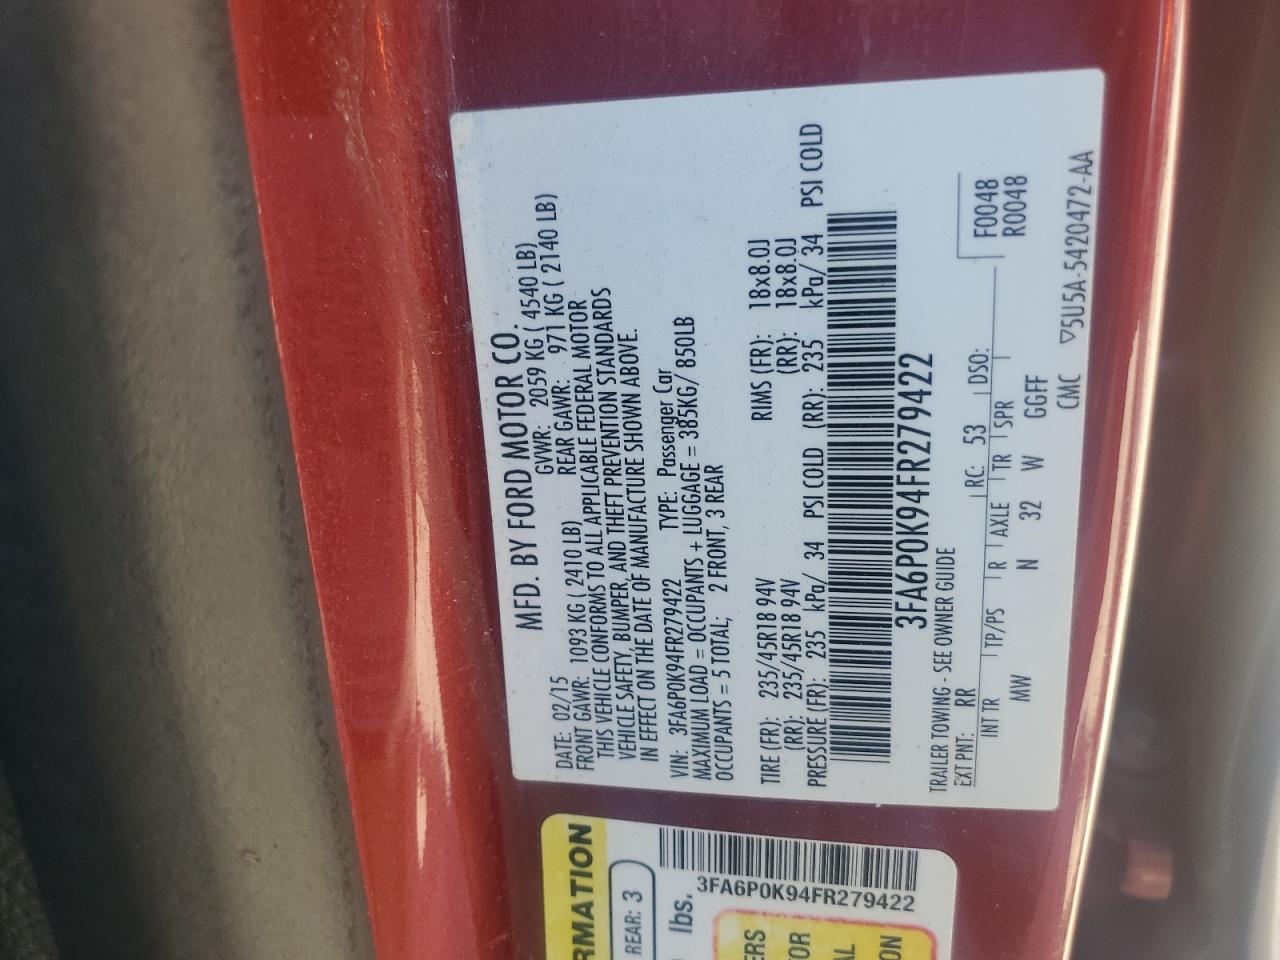 MFD. BY FORD MOTOR CO.
DATE: 02/15 GVWR: 2059 KG ( 4540 LB)
FRONT GAWR: 1093 KG ( 2410 LB) REAR GAWR: 971 KG ( 2140 LB)
THIS VEHICLE CONFORMS TO ALL APPLICABLE FEDERAL MOTOR
VEHICLE SAFETY, BUMPER, AND THEFT PREVENTION STANDARDS
IN EFFECT ON THE DATE OF MANUFACTURE SHOWN ABOVE.
VIN: 3FA6P0K94FR279422 TYPE: Passenger Car
MAXIMUM LOAD = OCCUPANTS + LUGGAGE = 385KG/ 850LB
OCCUPANTS = 5 TOTAL; 2 FRONT, 3 REAR
TIRE (FR): 235/45R18 94V RIMS (FR): 18x8.0J
(RR): 235/45R18 94V (RR): 18x8.0J
PRESSURE (FR): 235 kPa/ 34 PSI COLD (RR): 235 kPa/ 34 PSI COLD
3FA6P0K94FR279422
TRAILER TOWING - SEE OWNER GUIDE
EXT PNT: RR RC: 53 DSO: F0048
INT TR TP/PS R AXLE TR SPR R0048
MW N 32 W GGFF
CMC ▽5U5A-5420472-AA
RMATION
REAR: 3
lbs.
3FA6P0K94FR279422
ERS
OR
AL
ON